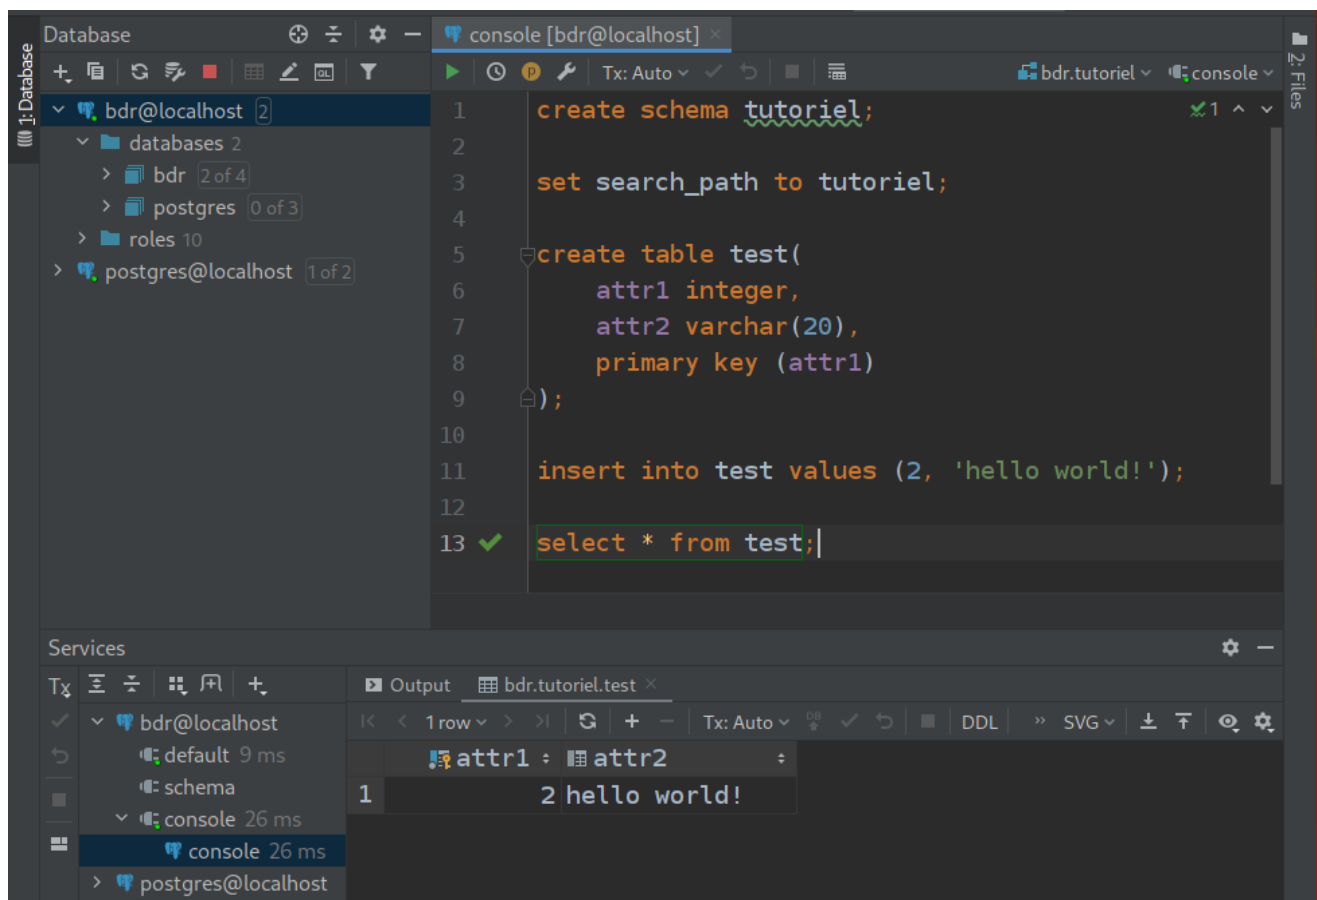 Database
console [bdr@localhost]
1: Database
2: Files
Tx: Auto
bdr.tutoriel
console
bdr@localhost 2
databases 2
bdr 2 of 4
postgres 0 of 3
roles 10
postgres@localhost 1 of 2
1 create schema tutoriel;
1
2
3 set search_path to tutoriel;
4
5 create table test(
6 attr1 integer,
7 attr2 varchar(20),
8 primary key (attr1)
9 );
10
11 insert into test values (2, 'hello world!');
12
13 select * from test;
Services
Tx
Output
bdr.tutoriel.test
bdr@localhost
default 9 ms
schema
console 26 ms
console 26 ms
postgres@localhost
1 row
Tx: Auto
DB
DDL
SVG
attr1 attr2
1 2 hello world!